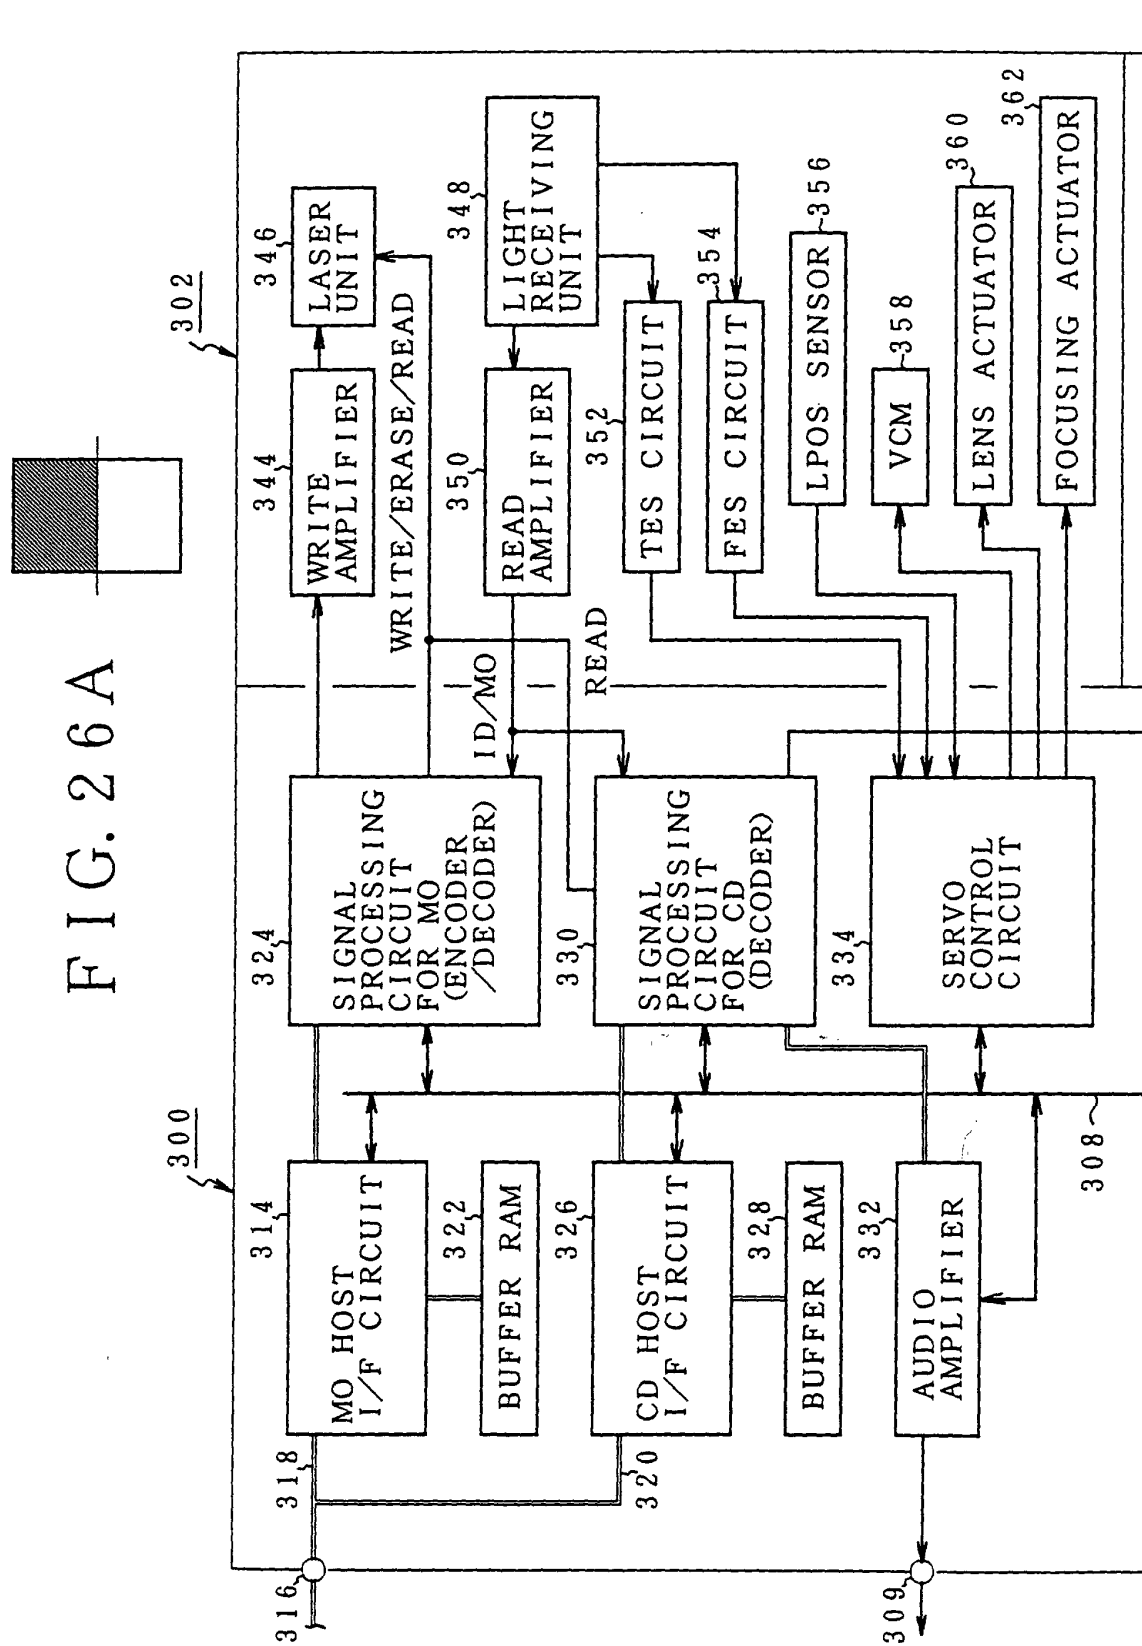 FIG. 26A
300
302
316
318
320
314
MO HOST
I/F CIRCUIT
322
BUFFER RAM
326
CD HOST
I/F CIRCUIT
328
BUFFER RAM
332
AUDIO
AMPLIFIER
309
308
324
SIGNAL
PROCESSING
CIRCUIT
FOR MO
(ENCODER
/DECODER)
330
SIGNAL
PROCESSING
CIRCUIT
FOR CD
(DECODER)
334
SERVO
CONTROL
CIRCUIT
WRITE/ERASE/READ
ID/MO
READ
344
WRITE
AMPLIFIER
346
LASER
UNIT
348
LIGHT
RECEIVING
UNIT
350
READ
AMPLIFIER
352
TES CIRCUIT
354
FES CIRCUIT
356
LPOS SENSOR
358
VCM
360
LENS ACTUATOR
362
FOCUSING ACTUATOR